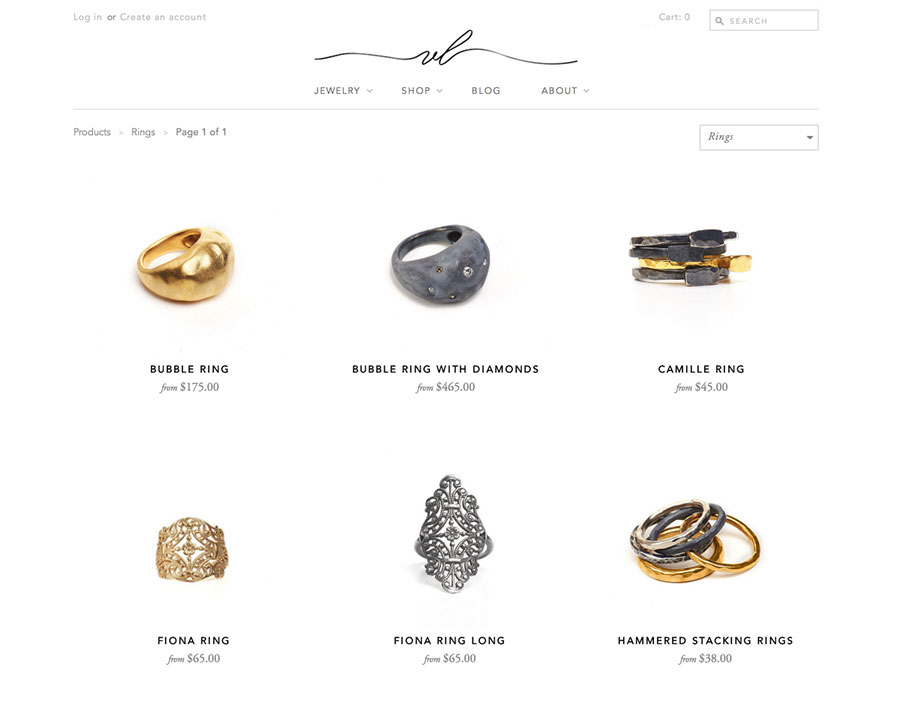 Log in or Create an account
Cart: 0
SEARCH
vb
JEWELRY SHOP BLOG ABOUT
Products > Rings > Page 1 of 1
Rings
BUBBLE RING
from $175.00
BUBBLE RING WITH DIAMONDS
from $465.00
CAMILLE RING
from $45.00
FIONA RING
from $65.00
FIONA RING LONG
from $65.00
HAMMERED STACKING RINGS
from $38.00